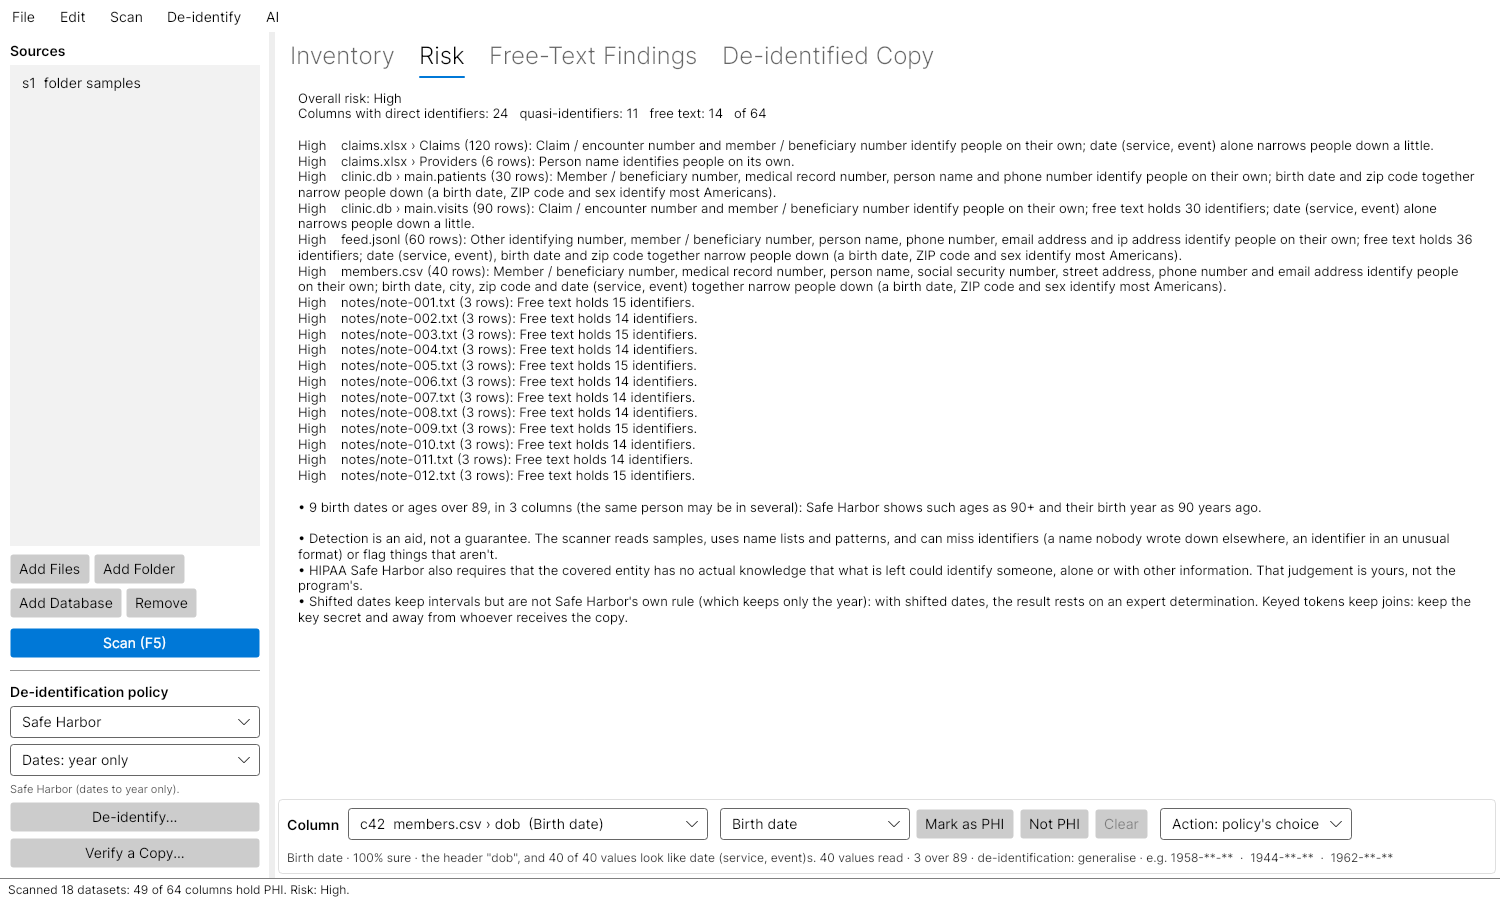 File Edit Scan De-identify AI
Sources
s1 folder samples
Add Files Add Folder
Add Database Remove
Scan (F5)
De-identification policy
Safe Harbor
Dates: year only
Safe Harbor (dates to year only).
De-identify...
Verify a Copy...
Inventory Risk Free-Text Findings De-identified Copy
Overall risk: High
Columns with direct identifiers: 24 quasi-identifiers: 11 free text: 14 of 64
High claims.xlsx › Claims (120 rows): Claim / encounter number and member / beneficiary number identify people on their own; date (service, event) alone narrows people down a little.
High claims.xlsx › Providers (6 rows): Person name identifies people on its own.
High clinic.db › main.patients (30 rows): Member / beneficiary number, medical record number, person name and phone number identify people on their own; birth date and zip code together
narrow people down (a birth date, ZIP code and sex identify most Americans).
High clinic.db › main.visits (90 rows): Claim / encounter number and member / beneficiary number identify people on their own; free text holds 30 identifiers; date (service, event) alone
narrows people down a little.
High feed.jsonl (60 rows): Other identifying number, member / beneficiary number, person name, phone number, email address and ip address identify people on their own; free text holds 36
identifiers; date (service, event), birth date and zip code together narrow people down (a birth date, ZIP code and sex identify most Americans).
High members.csv (40 rows): Member / beneficiary number, medical record number, person name, social security number, street address, phone number and email address identify people
on their own; birth date, city, zip code and date (service, event) together narrow people down (a birth date, ZIP code and sex identify most Americans).
High notes/note-001.txt (3 rows): Free text holds 15 identifiers.
High notes/note-002.txt (3 rows): Free text holds 14 identifiers.
High notes/note-003.txt (3 rows): Free text holds 15 identifiers.
High notes/note-004.txt (3 rows): Free text holds 14 identifiers.
High notes/note-005.txt (3 rows): Free text holds 15 identifiers.
High notes/note-006.txt (3 rows): Free text holds 14 identifiers.
High notes/note-007.txt (3 rows): Free text holds 14 identifiers.
High notes/note-008.txt (3 rows): Free text holds 14 identifiers.
High notes/note-009.txt (3 rows): Free text holds 15 identifiers.
High notes/note-010.txt (3 rows): Free text holds 14 identifiers.
High notes/note-011.txt (3 rows): Free text holds 14 identifiers.
High notes/note-012.txt (3 rows): Free text holds 15 identifiers.
• 9 birth dates or ages over 89, in 3 columns (the same person may be in several): Safe Harbor shows such ages as 90+ and their birth year as 90 years ago.
• Detection is an aid, not a guarantee. The scanner reads samples, uses name lists and patterns, and can miss identifiers (a name nobody wrote down elsewhere, an identifier in an unusual
format) or flag things that aren't.
• HIPAA Safe Harbor also requires that the covered entity has no actual knowledge that what is left could identify someone, alone or with other information. That judgement is yours, not the
program's.
• Shifted dates keep intervals but are not Safe Harbor's own rule (which keeps only the year): with shifted dates, the result rests on an expert determination. Keyed tokens keep joins: keep the
key secret and away from whoever receives the copy.
Column c42 members.csv › dob (Birth date) Birth date Mark as PHI Not PHI Clear Action: policy's choice
Birth date · 100% sure · the header "dob", and 40 of 40 values look like date (service, event)s. 40 values read · 3 over 89 · de-identification: generalise · e.g. 1958-**-** · 1944-**-** · 1962-**-**
Scanned 18 datasets: 49 of 64 columns hold PHI. Risk: High.